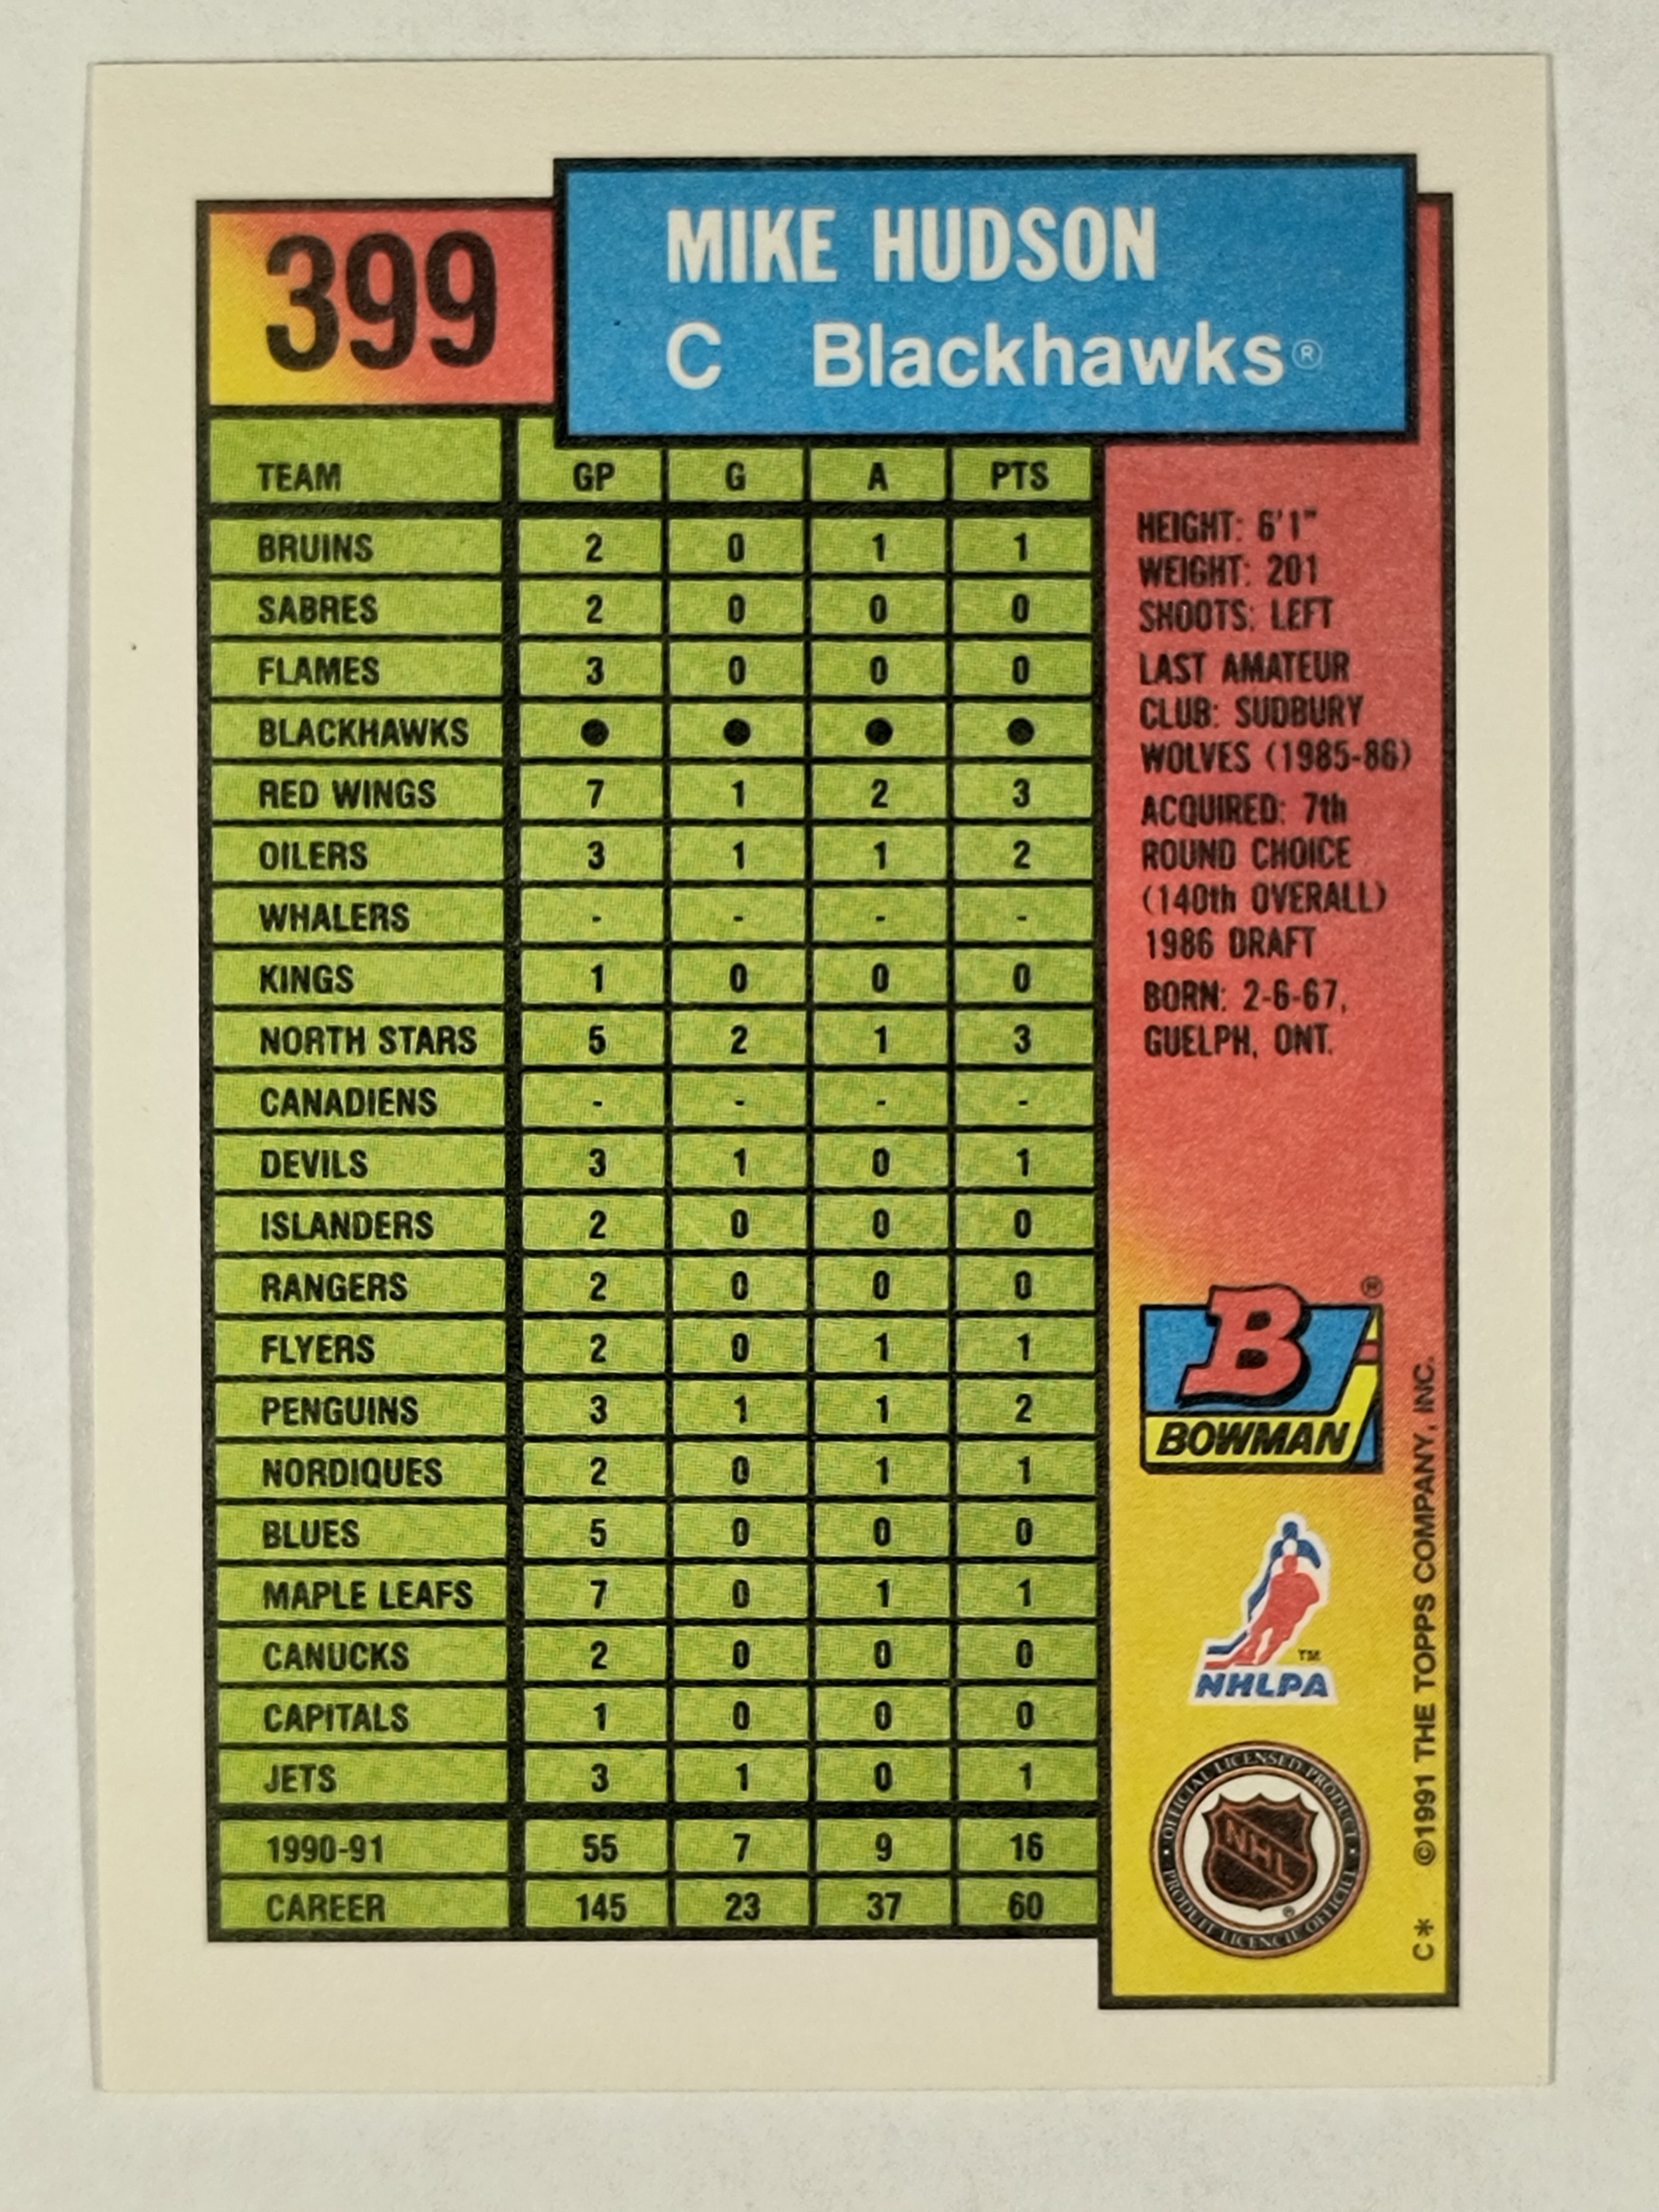 399
MIKE HUDSON
C Blackhawks®
TEAM GP G A PTS
BRUINS 2 0 1 1
SABRES 2 0 0 0
FLAMES 3 0 0 0
BLACKHAWKS ● ● ● ●
RED WINGS 7 1 2 3
OILERS 3 1 1 2
WHALERS - - - -
KINGS 1 0 0 0
NORTH STARS 5 2 1 3
CANADIENS - - - -
DEVILS 3 1 0 1
ISLANDERS 2 0 0 0
RANGERS 2 0 0 0
FLYERS 2 0 1 1
PENGUINS 3 1 1 2
NORDIQUES 2 0 1 1
BLUES 5 0 0 0
MAPLE LEAFS 7 0 1 1
CANUCKS 2 0 0 0
CAPITALS 1 0 0 0
JETS 3 1 0 1
1990-91 55 7 9 16
CAREER 145 23 37 60
HEIGHT: 6'1"
WEIGHT: 201
SHOOTS: LEFT
LAST AMATEUR
CLUB: SUDBURY
WOLVES (1985-86)
ACQUIRED: 7th
ROUND CHOICE
(140th OVERALL)
1986 DRAFT
BORN: 2-6-67,
GUELPH, ONT.
B ®
BOWMAN
TM
NHLPA
• OFFICIAL LICENSED PRODUCT •
NHL ®
PRODUIT LICENCIE OFFICIEL
C* ©1991 THE TOPPS COMPANY, INC.